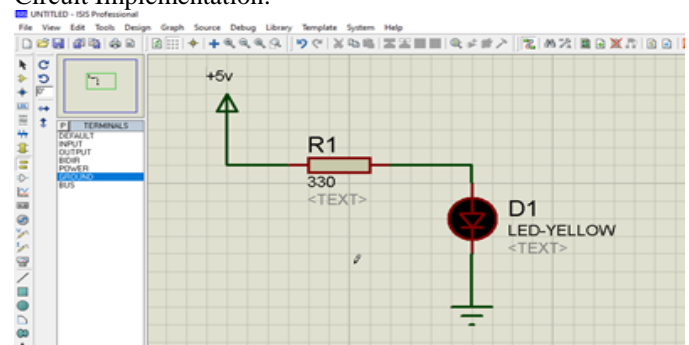 Circuit Implementation:
UNTITLED - ISIS Professional
File View Edit Tools Design Graph Source Debug Library Template System Help
+5v
R1
330
<TEXT>
D1
LED-YELLOW
<TEXT>
P TERMINALS
DEFAULT
INPUT
OUTPUT
BIDIR
POWER
GROUND
BUS